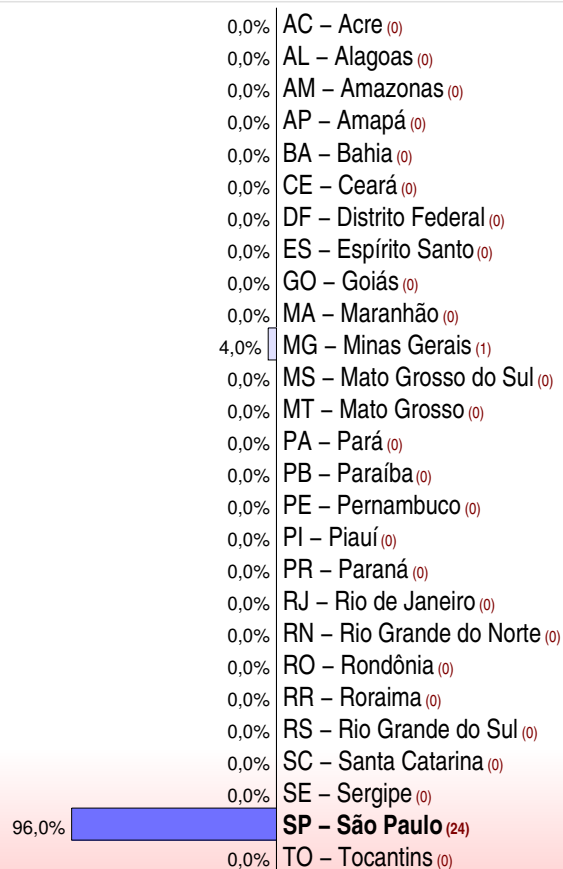 0,0% AC – Acre (0)
0,0% AL – Alagoas (0)
0,0% AM – Amazonas (0)
0,0% AP – Amapá (0)
0,0% BA – Bahia (0)
0,0% CE – Ceará (0)
0,0% DF – Distrito Federal (0)
0,0% ES – Espírito Santo (0)
0,0% GO – Goiás (0)
0,0% MA – Maranhão (0)
4,0% MG – Minas Gerais (1)
0,0% MS – Mato Grosso do Sul (0)
0,0% MT – Mato Grosso (0)
0,0% PA – Pará (0)
0,0% PB – Paraíba (0)
0,0% PE – Pernambuco (0)
0,0% PI – Piauí (0)
0,0% PR – Paraná (0)
0,0% RJ – Rio de Janeiro (0)
0,0% RN – Rio Grande do Norte (0)
0,0% RO – Rondônia (0)
0,0% RR – Roraima (0)
0,0% RS – Rio Grande do Sul (0)
0,0% SC – Santa Catarina (0)
0,0% SE – Sergipe (0)
96,0% SP – São Paulo (24)
0,0% TO – Tocantins (0)